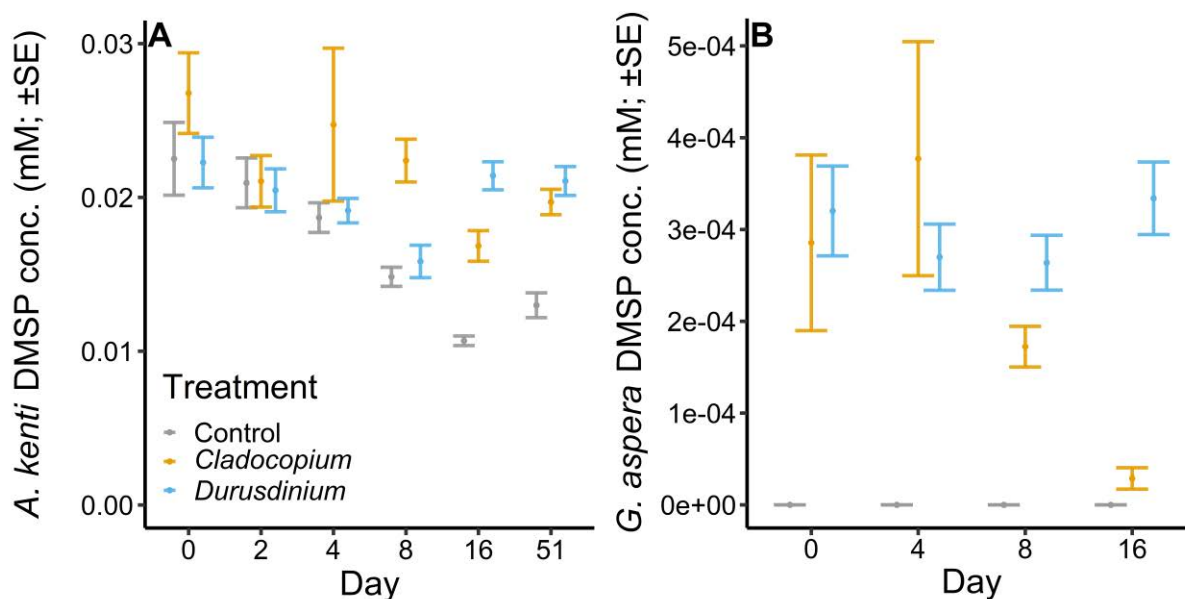 A
A. kenti DMSP conc. (mM; ±SE)
0.03
0.02
0.01
0.00
Treatment
Control
Cladocopium
Durusdinium
0 2 4 8 16 51
Day
B
G. aspera DMSP conc. (mM; ±SE)
5e-04
4e-04
3e-04
2e-04
1e-04
0e+00
0 4 8 16
Day